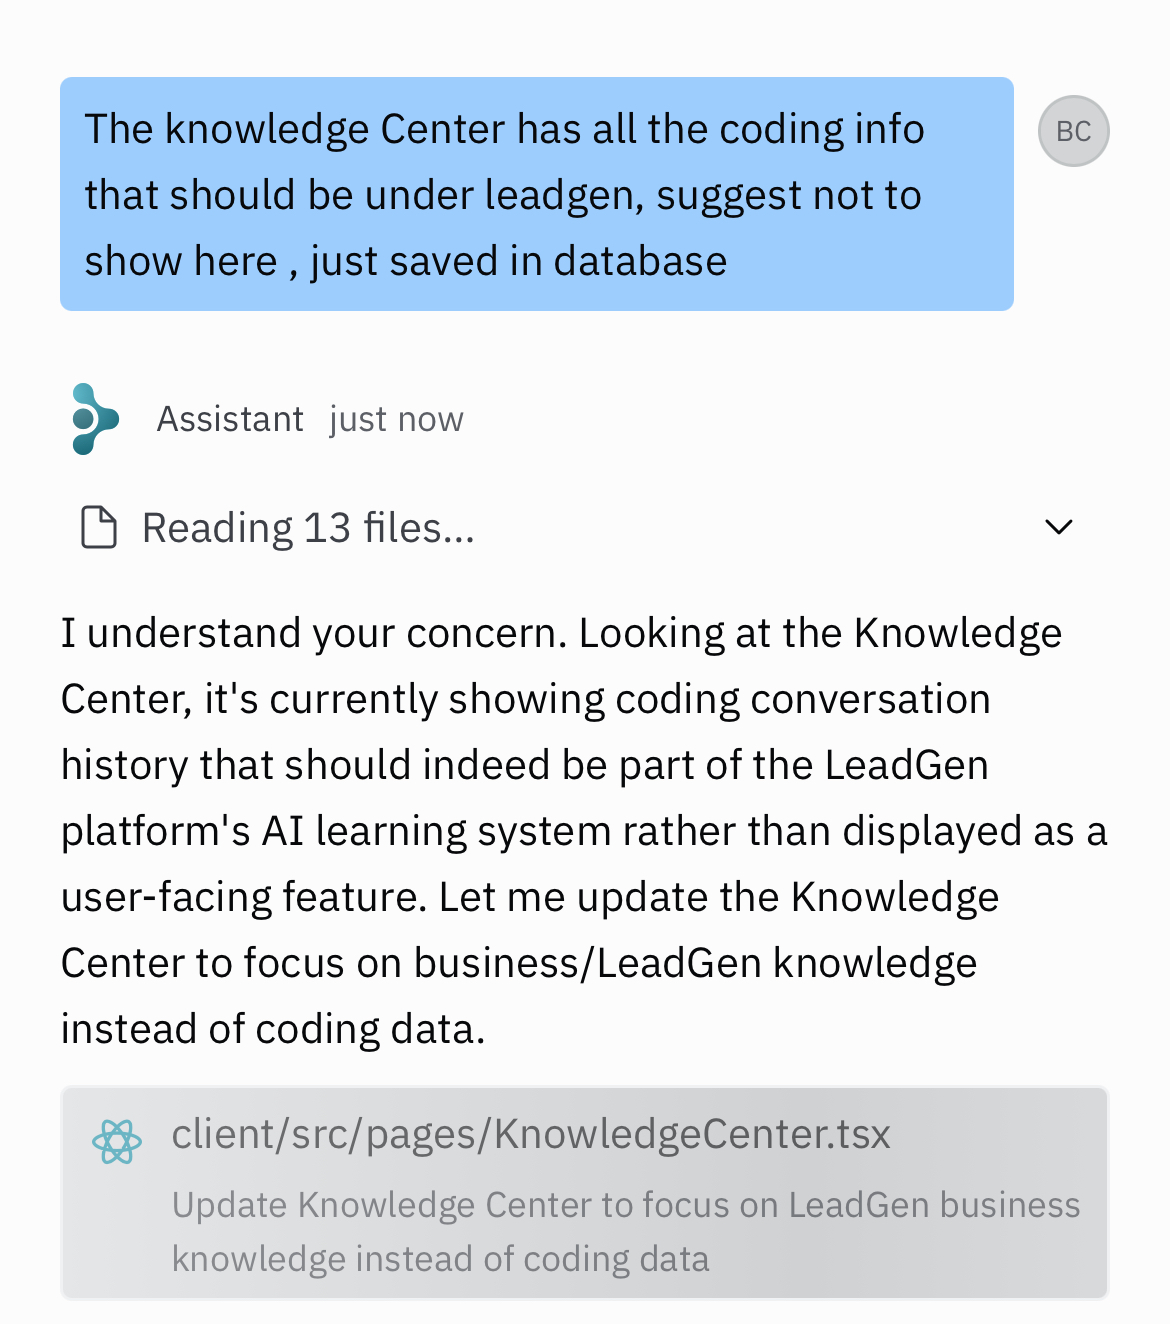 The knowledge Center has all the coding info
that should be under leadgen, suggest not to
show here , just saved in database
BC
Assistant just now
Reading 13 files...
I understand your concern. Looking at the Knowledge
Center, it's currently showing coding conversation
history that should indeed be part of the LeadGen
platform's AI learning system rather than displayed as a
user-facing feature. Let me update the Knowledge
Center to focus on business/LeadGen knowledge
instead of coding data.
client/src/pages/KnowledgeCenter.tsx
Update Knowledge Center to focus on LeadGen business
knowledge instead of coding data